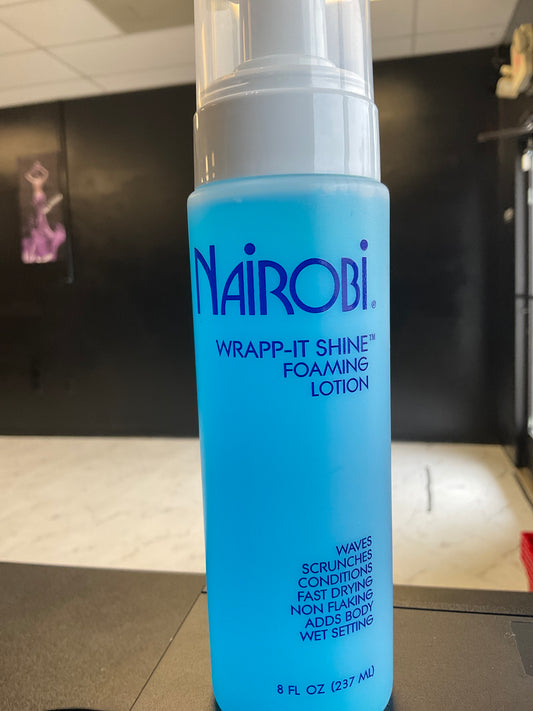 NAiROBi®
WRAPP-IT SHINE™
FOAMING
LOTION
WAVES
SCRUNCHES
CONDITIONS
FAST DRYING
NON FLAKING
ADDS BODY
WET SETTING
8 FL OZ (237 ML)